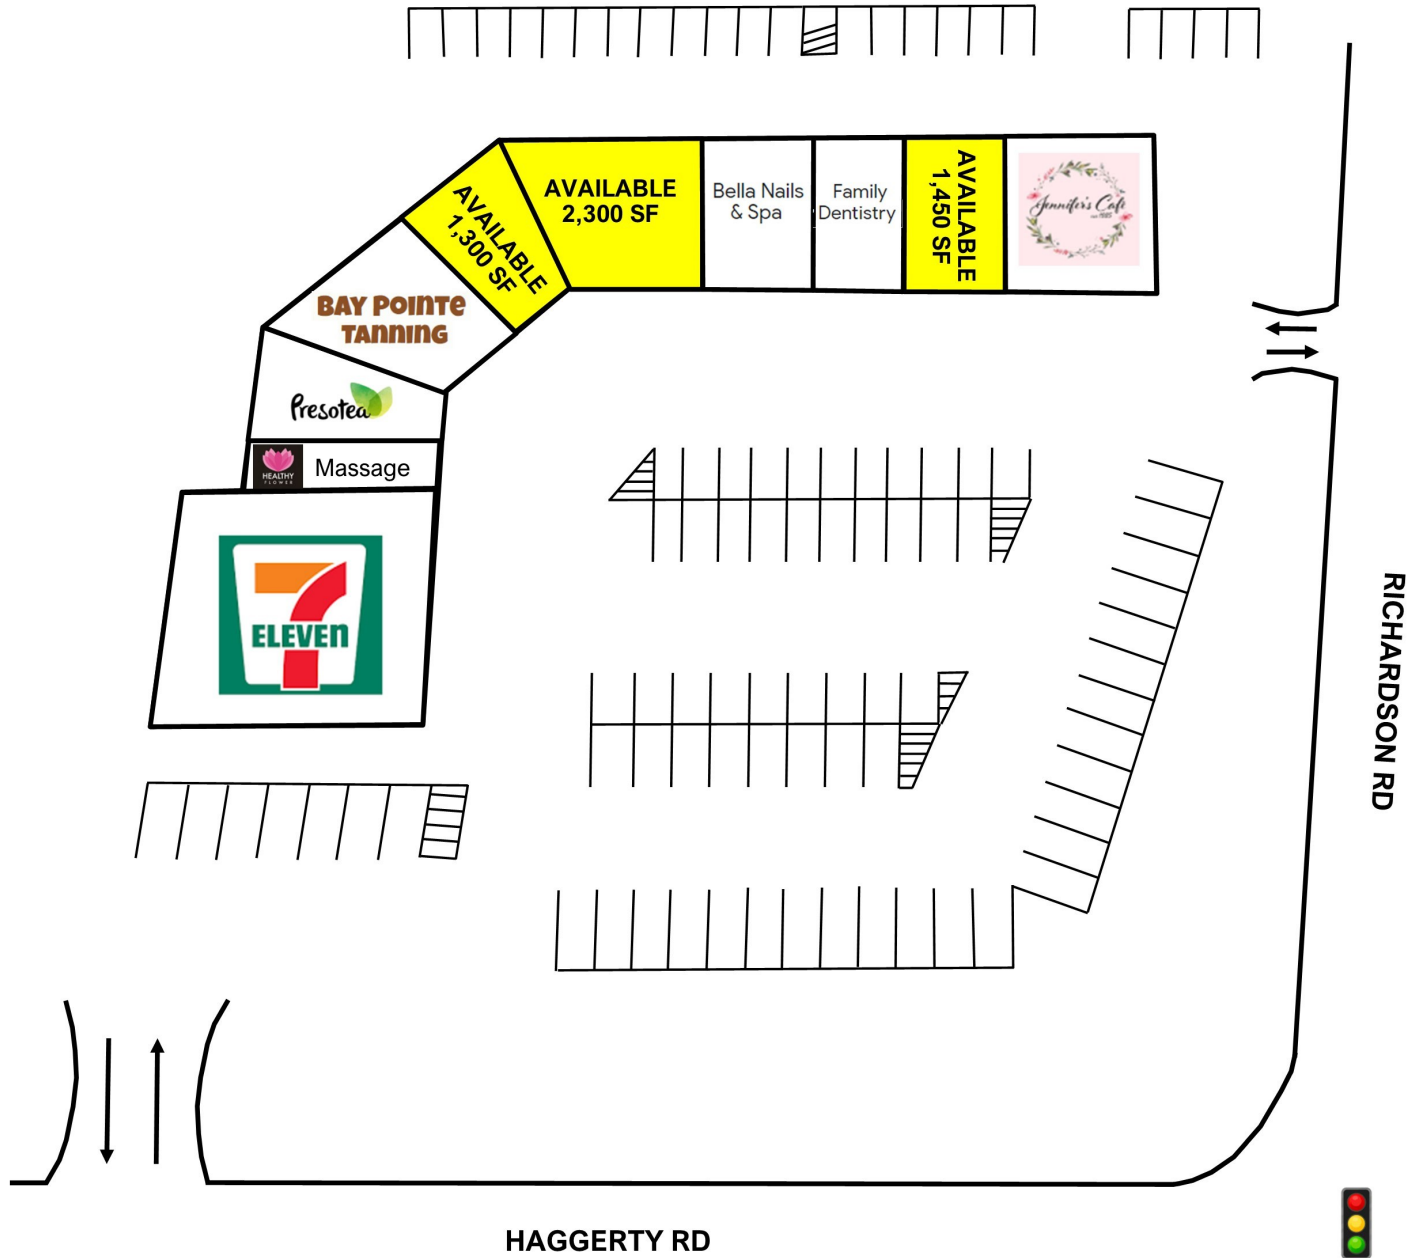 AVAILABLE
2,300 SF
Bella Nails
& Spa
Family
Dentistry
AVAILABLE
1,450 SF
Jennifer's Cafe
AVAILABLE
1,300 SF
BAY POINTE
TANNING
Presotea
HEALTHY
FLOWER
Massage
7
ELEVEN
RICHARDSON RD
HAGGERTY RD